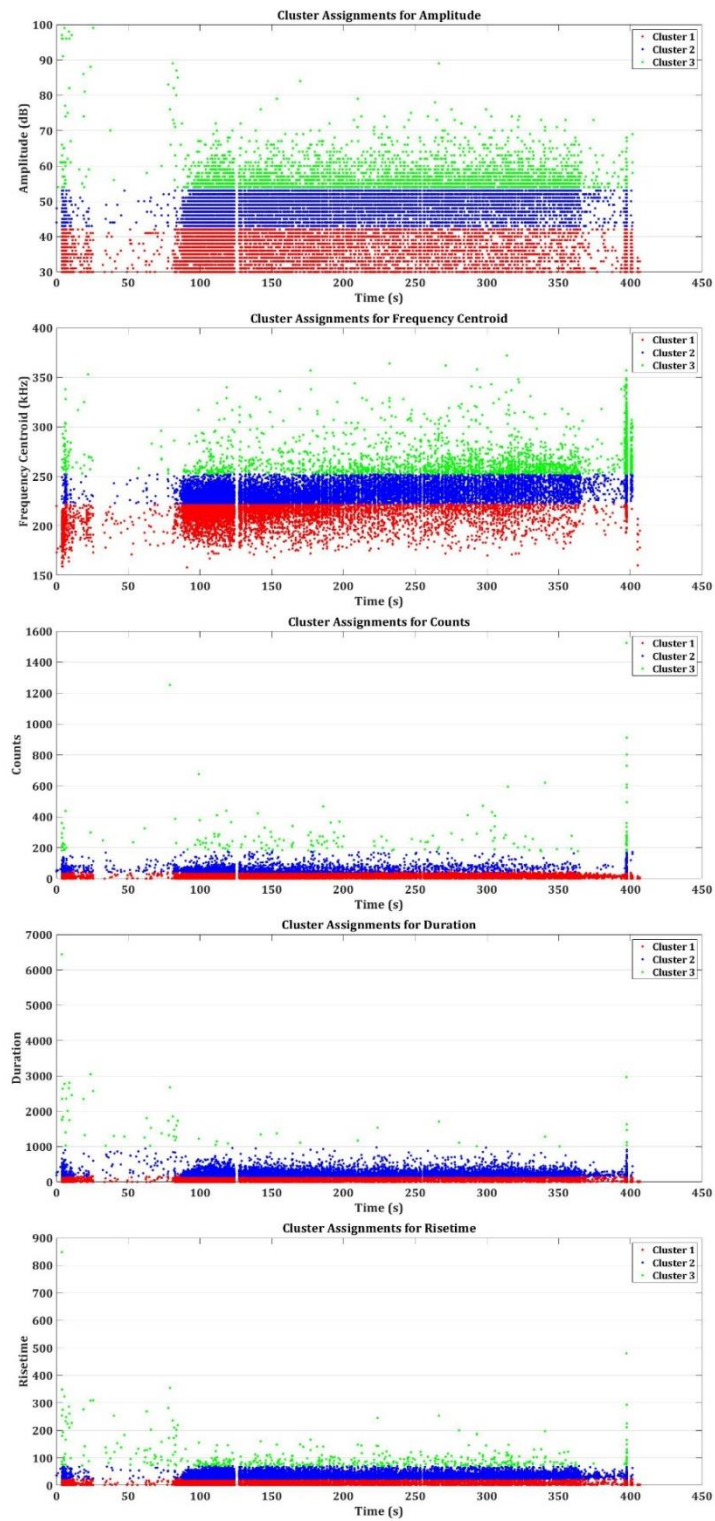 Cluster Assignments for Amplitude
100
90
80
70
60
50
40
30
Amplitude (dB)
Cluster 1
Cluster 2
Cluster 3
0 50 100 150 200 250 300 350 400 450
Time (s)
Cluster Assignments for Frequency Centroid
400
350
300
250
200
150
Frequency Centroid (kHz)
Cluster 1
Cluster 2
Cluster 3
0 50 100 150 200 250 300 350 400 450
Time (s)
Cluster Assignments for Counts
1600
1400
1200
1000
800
600
400
200
0
Counts
Cluster 1
Cluster 2
Cluster 3
0 50 100 150 200 250 300 350 400 450
Time (s)
Cluster Assignments for Duration
7000
6000
5000
4000
3000
2000
1000
0
Duration
Cluster 1
Cluster 2
Cluster 3
0 50 100 150 200 250 300 350 400 450
Time (s)
Cluster Assignments for Risetime
900
800
700
600
500
400
300
200
100
0
Risetime
Cluster 1
Cluster 2
Cluster 3
0 50 100 150 200 250 300 350 400 450
Time (s)